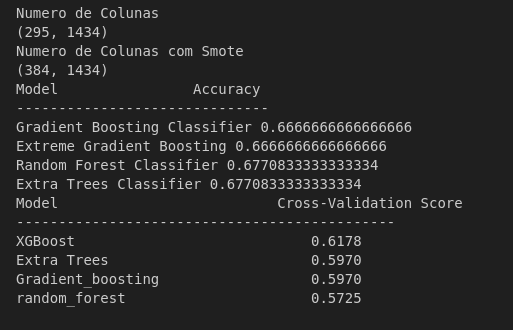 Numero de Colunas
(295, 1434)
Numero de Colunas com Smote
(384, 1434)
Model Accuracy
------------------------------
Gradient Boosting Classifier 0.6666666666666666
Extreme Gradient Boosting 0.6666666666666666
Random Forest Classifier 0.6770833333333334
Extra Trees Classifier 0.6770833333333334
Model Cross-Validation Score
---------------------------------------------
XGBoost 0.6178
Extra Trees 0.5970
Gradient_boosting 0.5970
random_forest 0.5725